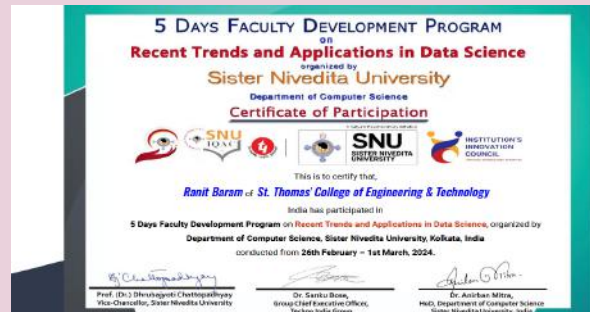 5 DAYS FACULTY DEVELOPMENT PROGRAM
on
Recent Trends and Applications in Data Science
organized by
Sister Nivedita University
Department of Computer Science
Certificate of Participation
SNU
IQAC
SNU
SISTER NIVEDITA
UNIVERSITY
INSTITUTION'S
INNOVATION
COUNCIL
This is to certify that,
Ranit Baram of St. Thomas' College of Engineering & Technology
India has participated in
5 Days Faculty Development Program on Recent Trends and Applications in Data Science, organized by
Department of Computer Science, Sister Nivedita University, Kolkata, India
conducted from 26th February – 1st March, 2024.
Prof. (Dr.) Dhrubajyoti Chattopadhyay
Vice-Chancellor, Sister Nivedita University
Dr. Sanku Bose,
Group Chief Executive Officer,
Techno India Group
Dr. Anirban Mitra,
HoD, Department of Computer Science
Sister Nivedita University, India